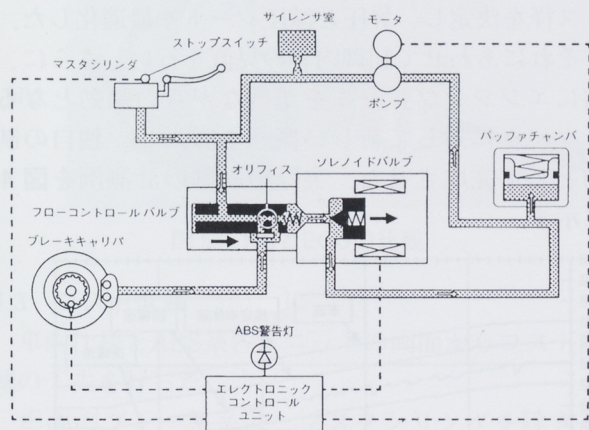 サイレンサ室
モータ
ストップスイッチ
マスタシリンダ
ポンプ
バッファチャンバ
オリフィス
ソレノイドバルブ
フローコントロールバルブ
ブレーキキャリパ
ABS警告灯
エレクトロニック
コントロール
ユニット